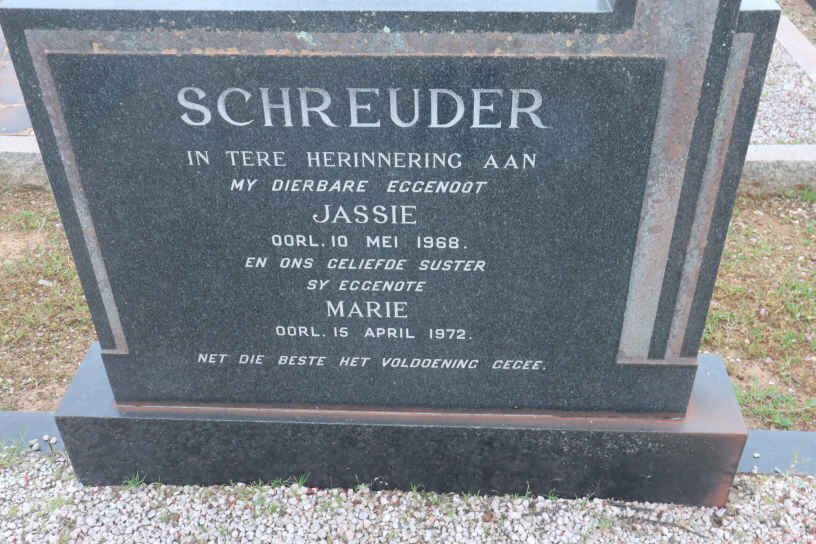 SCHREUDER
IN TERE HERINNERING AAN
MY DIERBARE EGGENOOT
JASSIE
OORL. 10 MEI 1968.
EN ONS GELIEFDE SUSTER
SY EGGENOTE
MARIE
OORL. 15 APRIL 1972.
NET DIE BESTE HET VOLDOENING GEGEE.